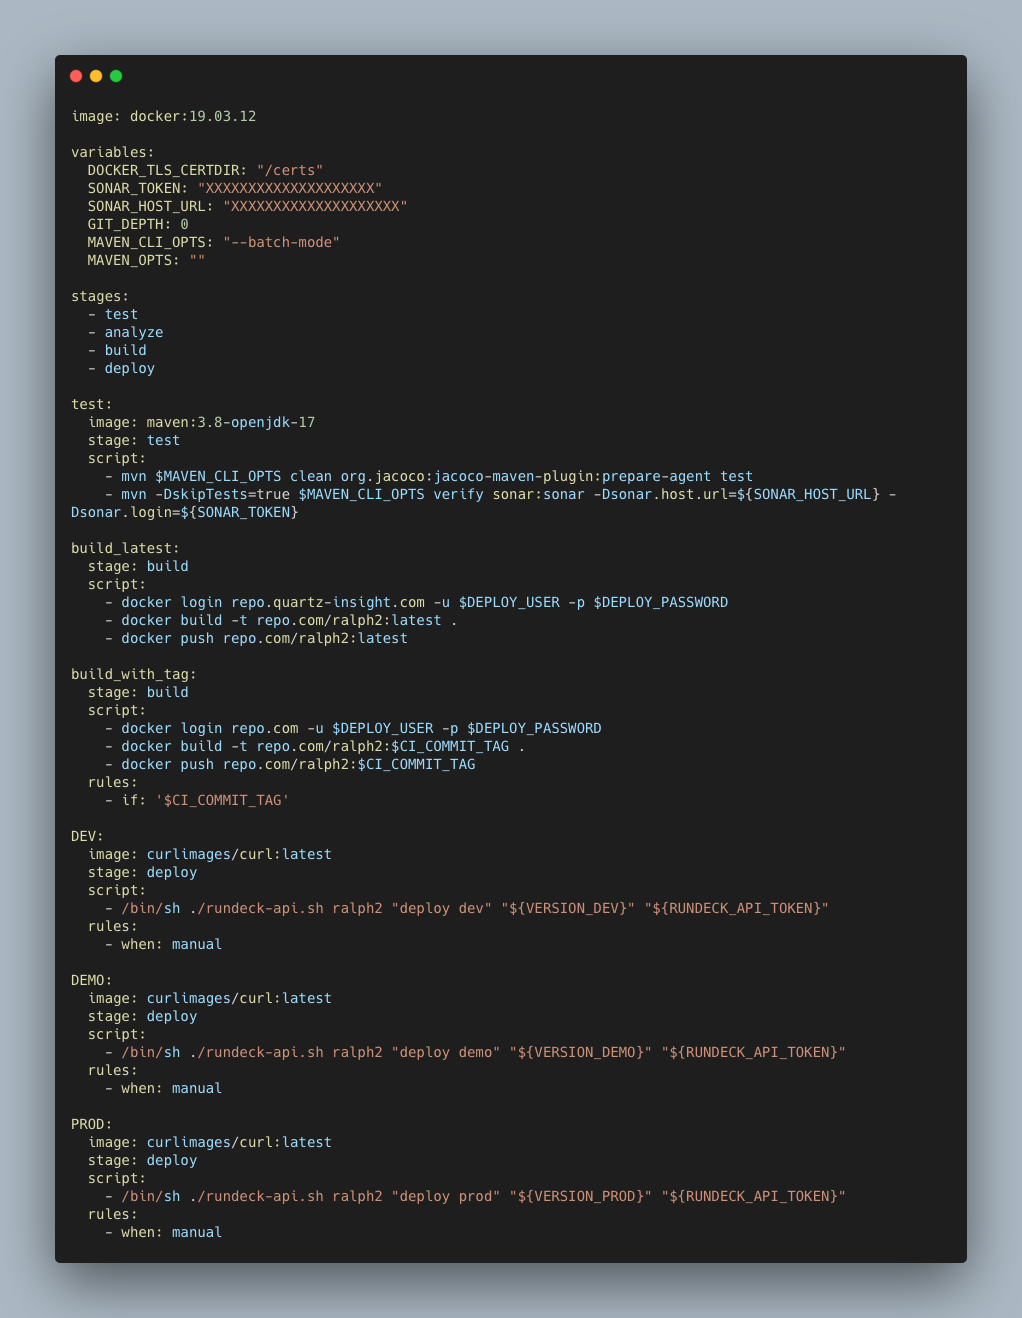 image: docker:19.03.12

variables:
  DOCKER_TLS_CERTDIR: "/certs"
  SONAR_TOKEN: "XXXXXXXXXXXXXXXXXXXX"
  SONAR_HOST_URL: "XXXXXXXXXXXXXXXXXXXX"
  GIT_DEPTH: 0
  MAVEN_CLI_OPTS: "--batch-mode"
  MAVEN_OPTS: ""

stages:
  - test
  - analyze
  - build
  - deploy

test:
  image: maven:3.8-openjdk-17
  stage: test
  script:
    - mvn $MAVEN_CLI_OPTS clean org.jacoco:jacoco-maven-plugin:prepare-agent test
    - mvn -DskipTests=true $MAVEN_CLI_OPTS verify sonar:sonar -Dsonar.host.url=${SONAR_HOST_URL} -
Dsonar.login=${SONAR_TOKEN}

build_latest:
  stage: build
  script:
    - docker login repo.quartz-insight.com -u $DEPLOY_USER -p $DEPLOY_PASSWORD
    - docker build -t repo.com/ralph2:latest .
    - docker push repo.com/ralph2:latest

build_with_tag:
  stage: build
  script:
    - docker login repo.com -u $DEPLOY_USER -p $DEPLOY_PASSWORD
    - docker build -t repo.com/ralph2:$CI_COMMIT_TAG .
    - docker push repo.com/ralph2:$CI_COMMIT_TAG
  rules:
    - if: '$CI_COMMIT_TAG'

DEV:
  image: curlimages/curl:latest
  stage: deploy
  script:
    - /bin/sh ./rundeck-api.sh ralph2 "deploy dev" "${VERSION_DEV}" "${RUNDECK_API_TOKEN}"
  rules:
    - when: manual

DEMO:
  image: curlimages/curl:latest
  stage: deploy
  script:
    - /bin/sh ./rundeck-api.sh ralph2 "deploy demo" "${VERSION_DEMO}" "${RUNDECK_API_TOKEN}"
  rules:
    - when: manual

PROD:
  image: curlimages/curl:latest
  stage: deploy
  script:
    - /bin/sh ./rundeck-api.sh ralph2 "deploy prod" "${VERSION_PROD}" "${RUNDECK_API_TOKEN}"
  rules:
    - when: manual